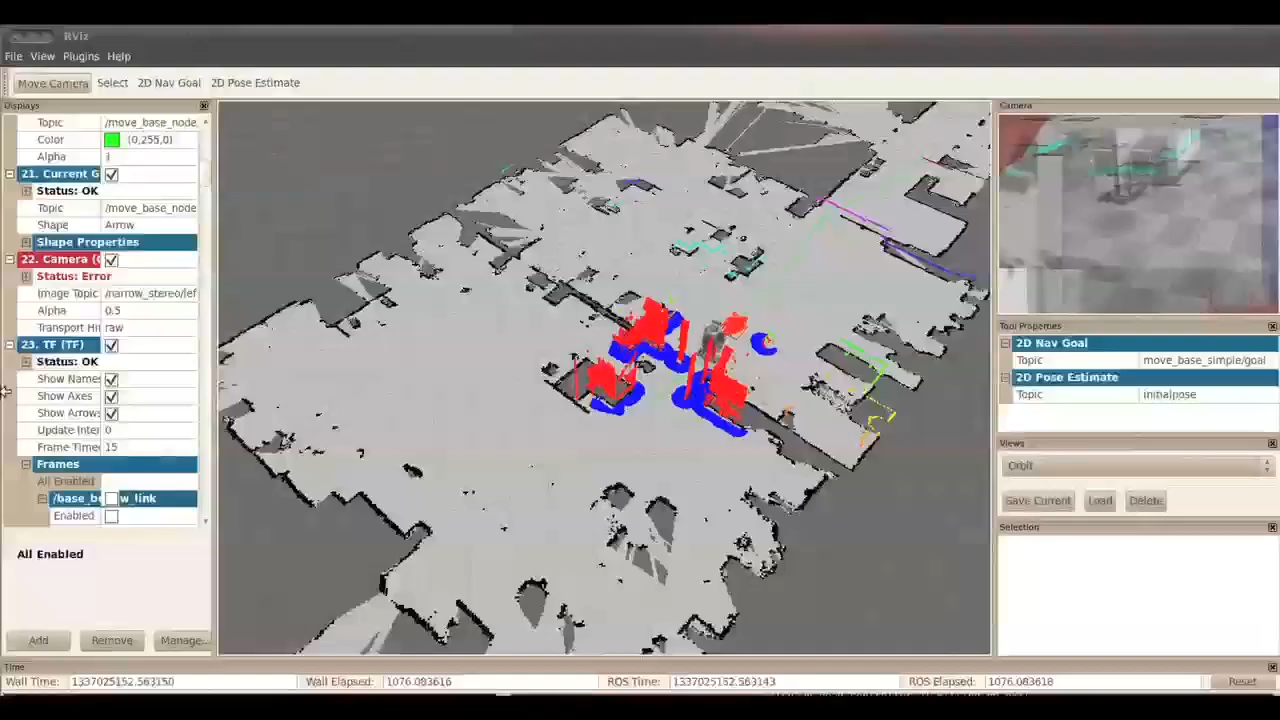 RViz
File View Plugins Help
Move Camera Select 2D Nav Goal 2D Pose Estimate
Displays
Topic /move_base_node
Color (0,255,0)
Alpha 1
21. Current G
Status: OK
Topic /move_base_node
Shape Arrow
Shape Properties
22. Camera (
Status: Error
Image Topic /narrow_stereo/lef
Alpha 0.5
Transport Hi raw
23. TF (TF)
Status: OK
Show Names
Show Axes
Show Arrows
Update Inter 0
Frame Timeo 15
Frames
All Enabled
/base_be w_link
Enabled
All Enabled
Add Remove Manage...
Camera
Tool Properties
2D Nav Goal
Topic move_base_simple/goal
2D Pose Estimate
Topic initialpose
Views
Orbit
Save Current Load Delete
Selection
Time
Wall Time: 1337025152.563150 Wall Elapsed: 1076.083616 ROS Time: 1337025152.563143 ROS Elapsed: 1076.083618 Reset